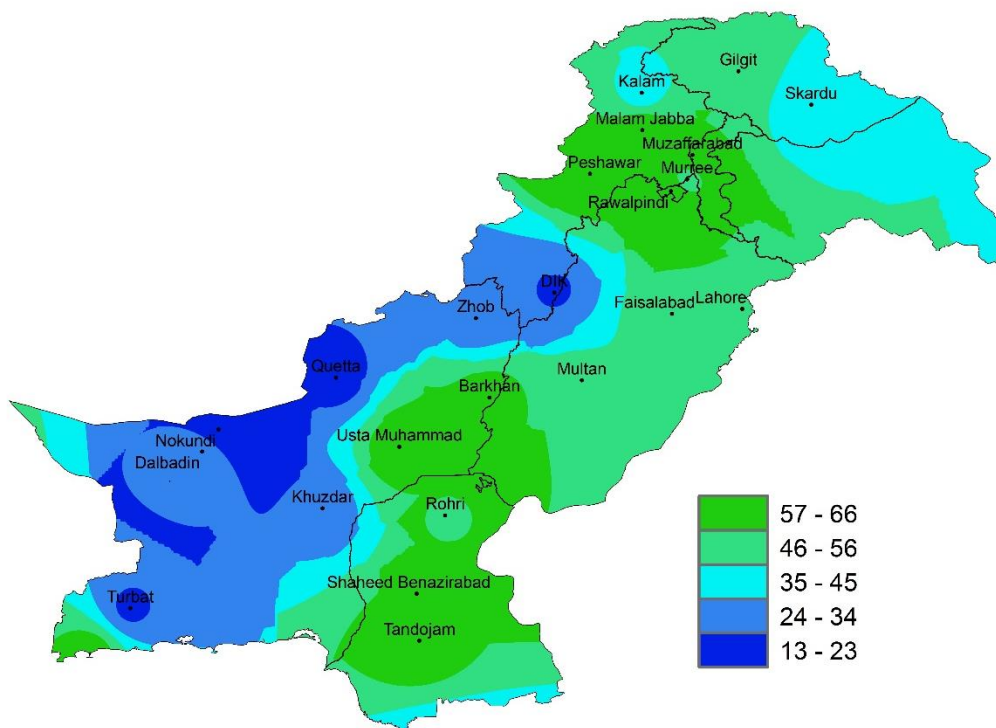 Gilgit
Kalam
Skardu
Malam Jabba
Muzaffarabad
Peshawar
Murree
Rawalpindi
DIK
Zhob
Faisalabad
Lahore
Quetta
Multan
Barkhan
Nokundi
Usta Muhammad
Dalbadin
Khuzdar
Rohri
Shaheed Benazirabad
Turbat
Tandojam
57 - 66
46 - 56
35 - 45
24 - 34
13 - 23